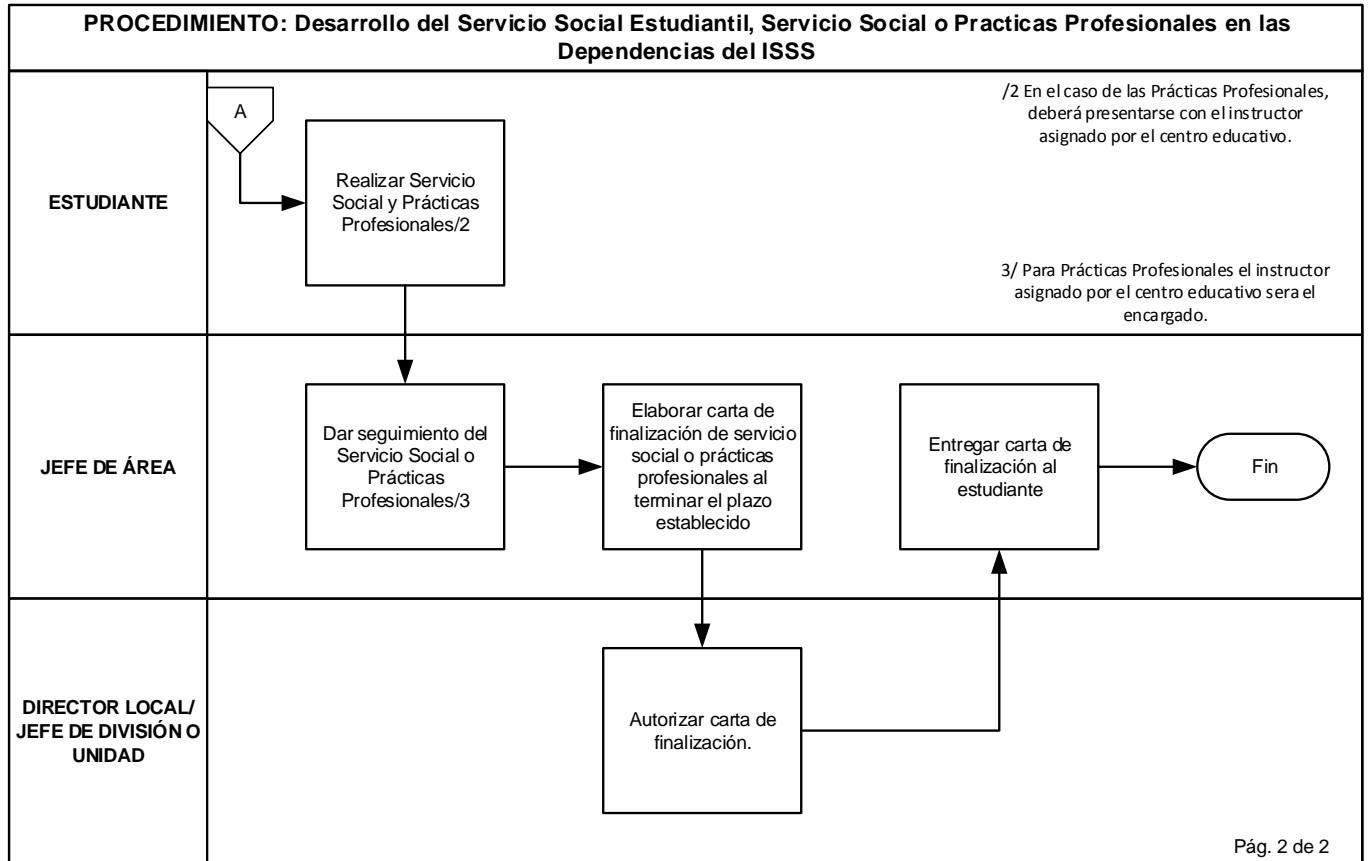 PROCEDIMIENTO: Desarrollo del Servicio Social Estudiantil, Servicio Social o Practicas Profesionales en las
Dependencias del ISSS
ESTUDIANTE
A
Realizar Servicio
Social y Prácticas
Profesionales/2
/2 En el caso de las Prácticas Profesionales,
deberá presentarse con el instructor
asignado por el centro educativo.
3/ Para Prácticas Profesionales el instructor
asignado por el centro educativo sera el
encargado.
JEFE DE ÁREA
Dar seguimiento del
Servicio Social o
Prácticas
Profesionales/3
Elaborar carta de
finalización de servicio
social o prácticas
profesionales al
terminar el plazo
establecido
Entregar carta de
finalización al
estudiante
Fin
DIRECTOR LOCAL/
JEFE DE DIVISIÓN O
UNIDAD
Autorizar carta de
finalización.
Pág. 2 de 2